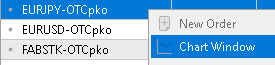 EURJPY-OTCpko
EURUSD-OTCpko
New Order
FABSTK-OTCpko
Chart Window